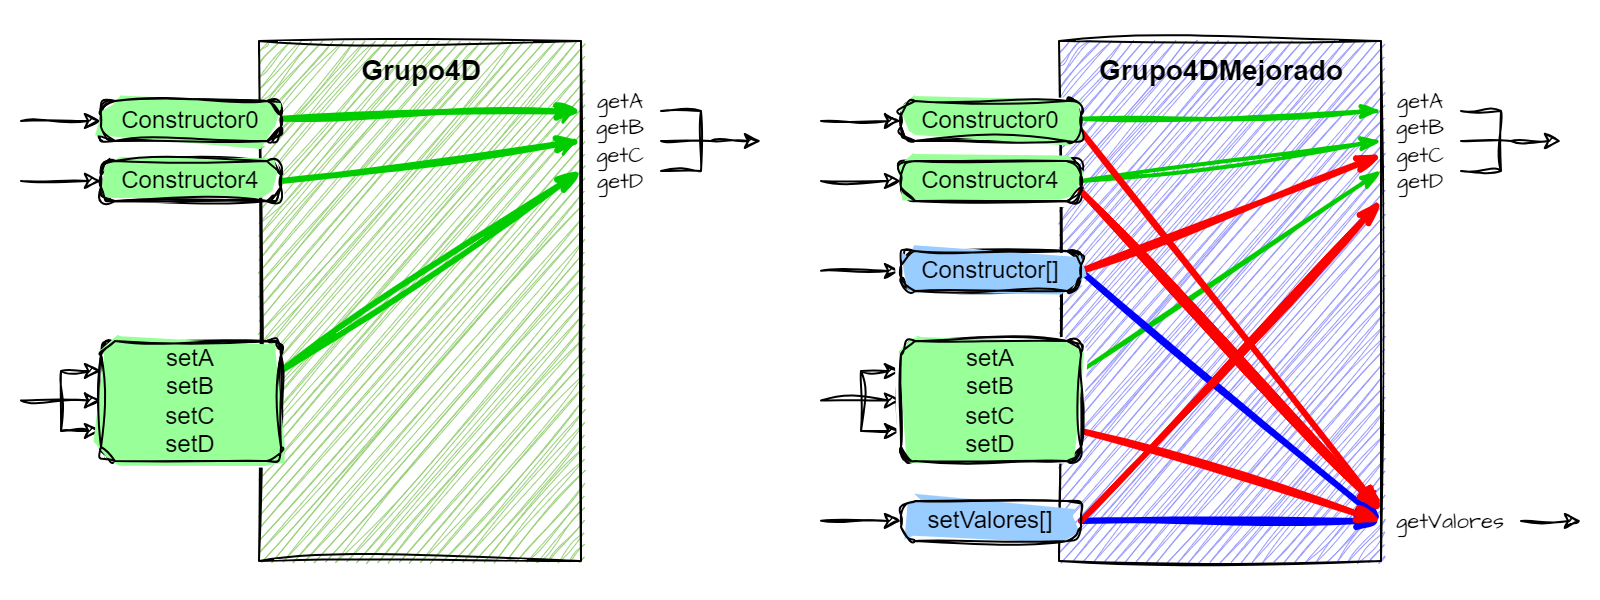 Grupo4D
Constructor0
Constructor4
setA
setB
setC
setD
getA
getB
getC
getD
Grupo4DMejorado
Constructor0
Constructor4
Constructor[]
setA
setB
setC
setD
setValores[]
getA
getB
getC
getD
getValores